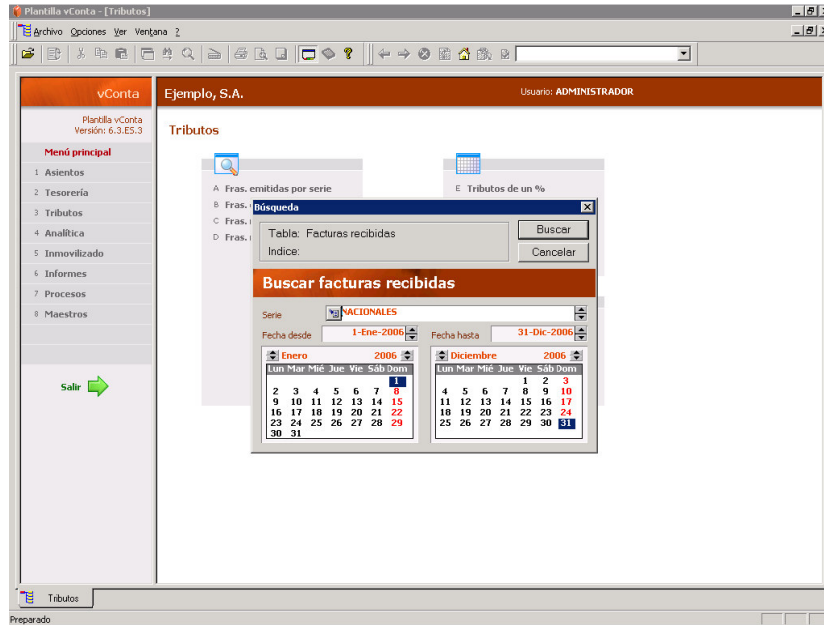 Plantilla vConta - [Tributos]
Archivo Opciones Ver Ventana ?
vConta
Ejemplo, S.A.
Usuario: ADMINISTRADOR
Plantilla vConta
Versión: 6.3.E5.3
Menú principal
1 Asientos
2 Tesorería
3 Tributos
4 Analítica
5 Inmovilizado
6 Informes
7 Procesos
8 Maestros
Salir
Tributos
A Fras. emitidas por serie
B Fras.
C Fras.
D Fras.
E Tributos de un %
Búsqueda
Tabla: Facturas recibidas
Indice:
Buscar
Cancelar
Buscar facturas recibidas
Serie NACIONALES
Fecha desde 1-Ene-2006 Fecha hasta 31-Dic-2006
Enero 2006
Lun Mar Mié Jue Vie Sáb Dom
1
2 3 4 5 6 7 8
9 10 11 12 13 14 15
16 17 18 19 20 21 22
23 24 25 26 27 28 29
30 31
Diciembre 2006
Lun Mar Mié Jue Vie Sáb Dom
1 2 3
4 5 6 7 8 9 10
11 12 13 14 15 16 17
18 19 20 21 22 23 24
25 26 27 28 29 30 31
Tributos
Preparado